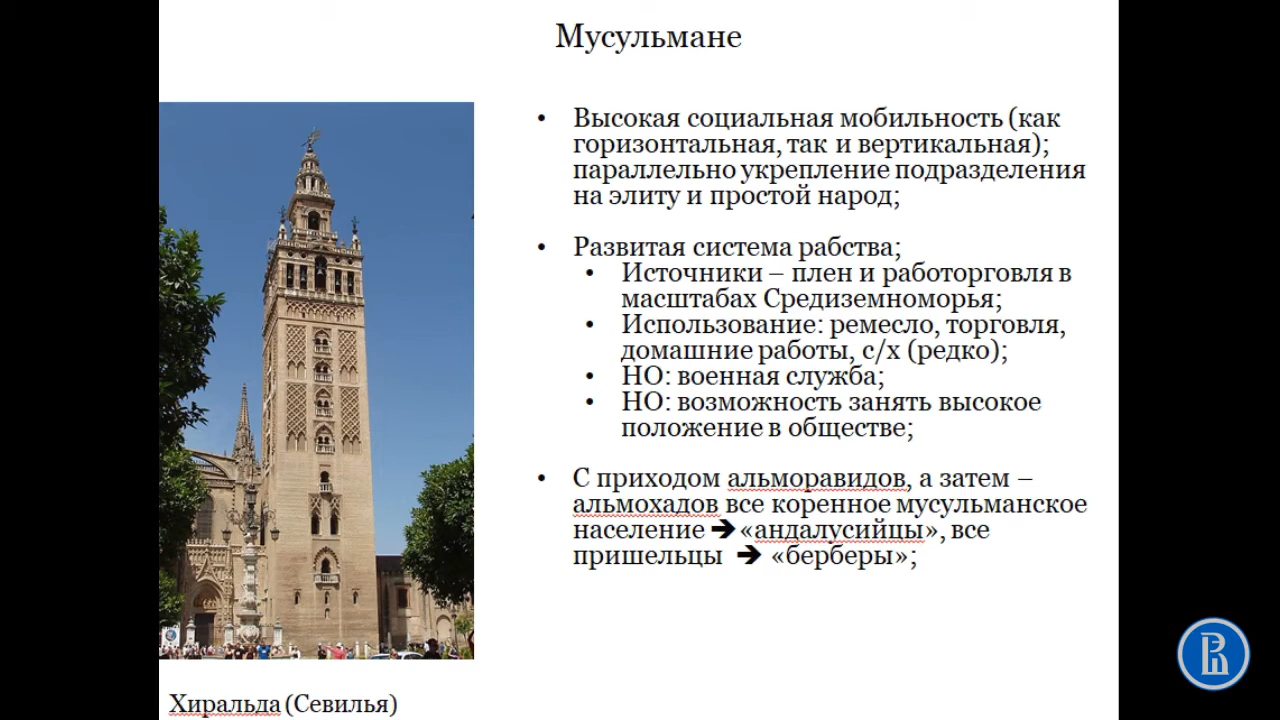 Мусульмане
• Высокая социальная мобильность (как
горизонтальная, так и вертикальная);
параллельно укрепление подразделения
на элиту и простой народ;
• Развитая система рабства;
• Источники – плен и работорговля в
масштабах Средиземноморья;
• Использование: ремесло, торговля,
домашние работы, с/х (редко);
• НО: военная служба;
• НО: возможность занять высокое
положение в обществе;
• С приходом альморавидов, а затем –
альмохадов все коренное мусульманское
население ➔ «андалусийцы», все
пришельцы ➔ «берберы»;
Хиральда (Севилья)